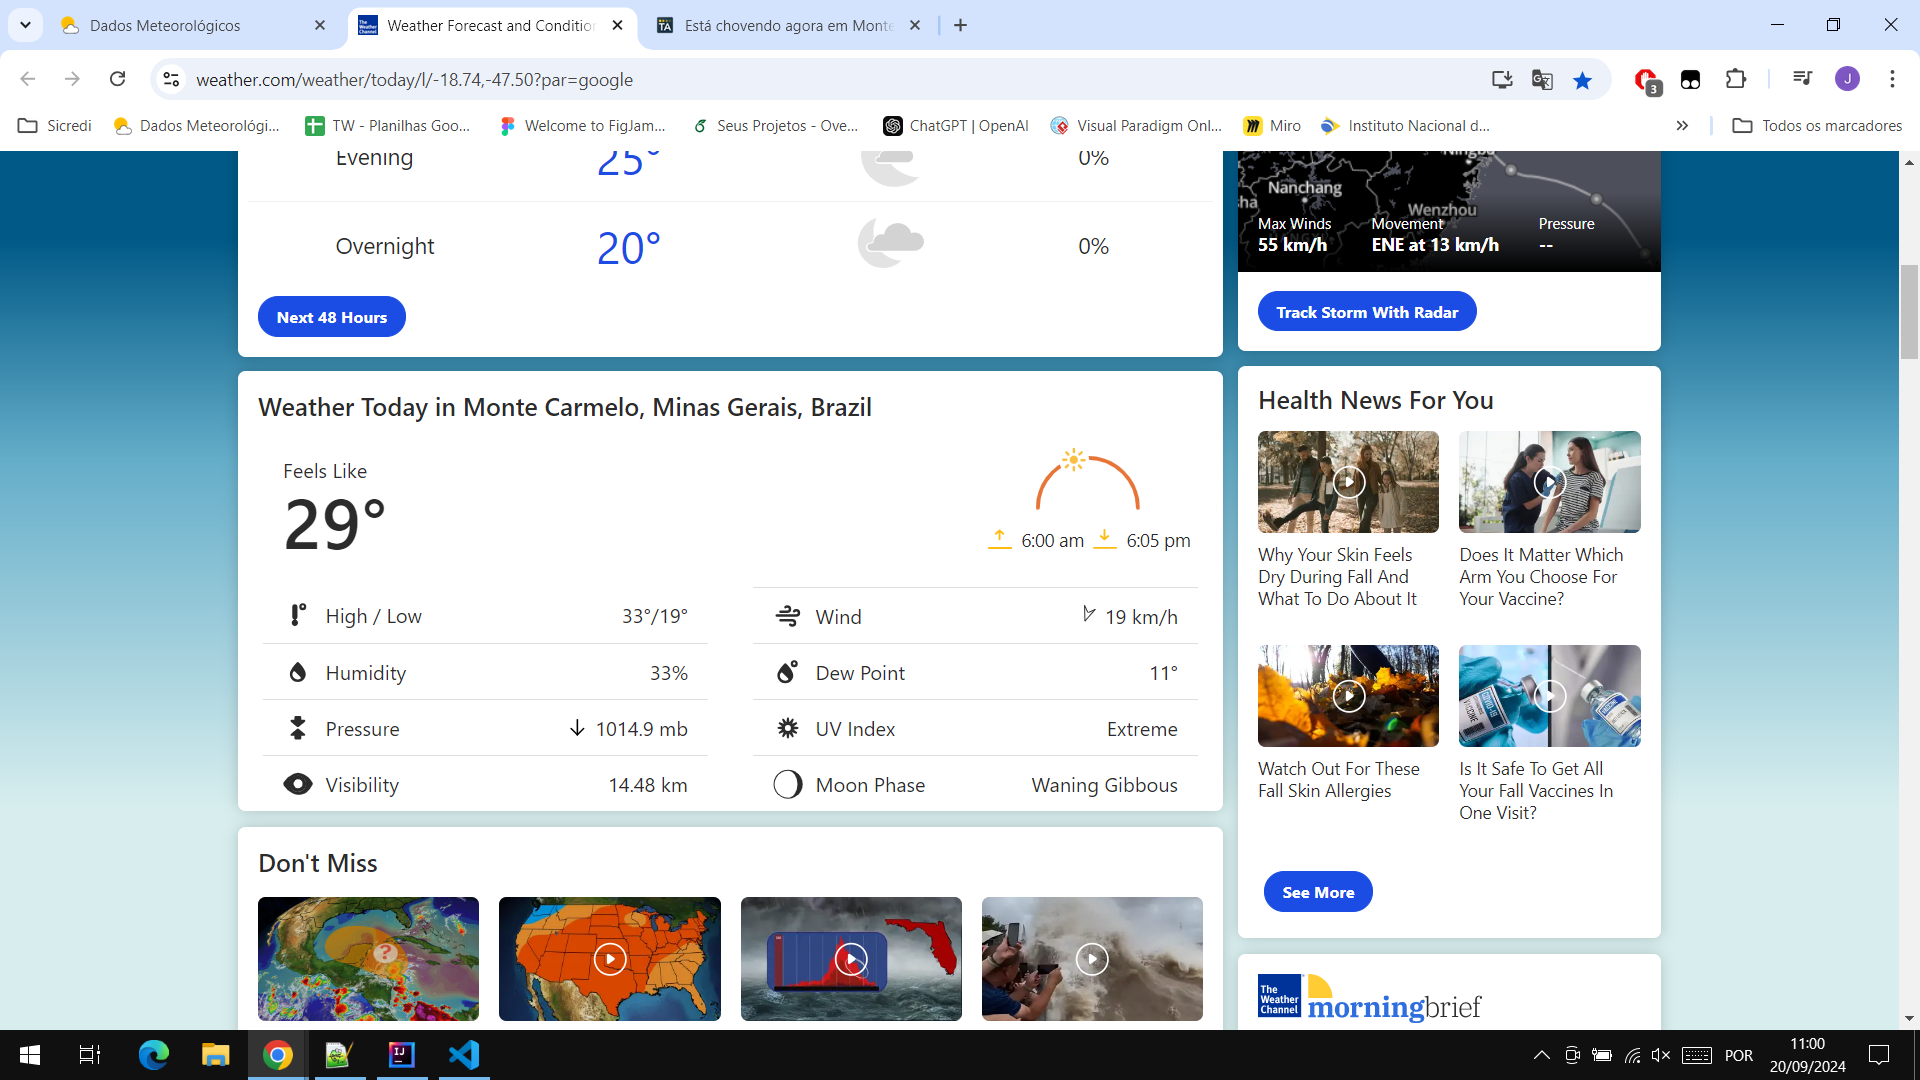 Dados Meteorológicos
Weather Forecast and Conditio
Está chovendo agora em Monte
weather.com/weather/today/l/-18.74,-47.50?par=google
3
J
Sicredi
Dados Meteorológi...
TW - Planilhas Goo...
Welcome to FigJam...
Seus Projetos - Ove...
ChatGPT | OpenAI
Visual Paradigm Onl...
Miro
Instituto Nacional d...
Todos os marcadores
Evening
25°
0%
Overnight
20°
0%
Next 48 Hours
Ningbo
Nanchang
sha
Wenzhou
Max Winds
55 km/h
Movement
ENE at 13 km/h
Pressure
--
Track Storm With Radar
Weather Today in Monte Carmelo, Minas Gerais, Brazil
Feels Like
29°
6:00 am
6:05 pm
High / Low
33°/19°
Wind
19 km/h
Humidity
33%
Dew Point
11°
Pressure
1014.9 mb
UV Index
Extreme
Visibility
14.48 km
Moon Phase
Waning Gibbous
Health News For You
Why Your Skin Feels
Dry During Fall And
What To Do About It
Does It Matter Which
Arm You Choose For
Your Vaccine?
Watch Out For These
Fall Skin Allergies
Is It Safe To Get All
Your Fall Vaccines In
One Visit?
See More
Don't Miss
The
Weather
Channel
morningbrief
POR
11:00
20/09/2024